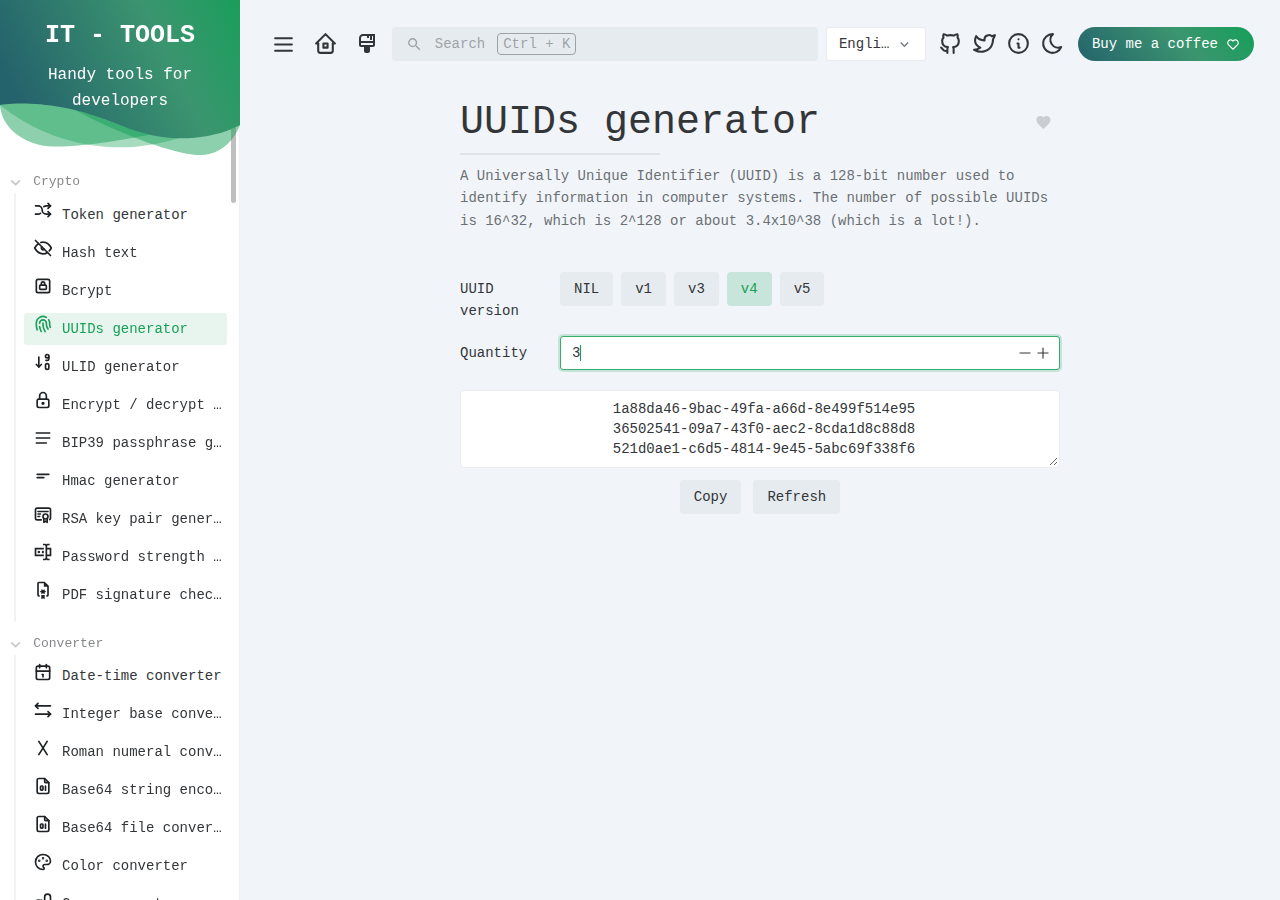 IT - TOOLS
Handy tools for
developers
Crypto
Token generator
Hash text
Bcrypt
UUIDs generator
ULID generator
Encrypt / decrypt …
BIP39 passphrase g…
Hmac generator
RSA key pair gener…
Password strength …
PDF signature chec…
Converter
Date-time converter
Integer base conve…
Roman numeral conv…
Base64 string enco…
Base64 file conver…
Color converter
Search Ctrl + K
Engli…
Buy me a coffee
UUIDs generator
A Universally Unique Identifier (UUID) is a 128-bit number used to
identify information in computer systems. The number of possible UUIDs
is 16^32, which is 2^128 or about 3.4x10^38 (which is a lot!).
UUID
version
NIL v1 v3 v4 v5
Quantity 3
1a88da46-9bac-49fa-a66d-8e499f514e95
36502541-09a7-43f0-aec2-8cda1d8c88d8
521d0ae1-c6d5-4814-9e45-5abc69f338f6
Copy Refresh